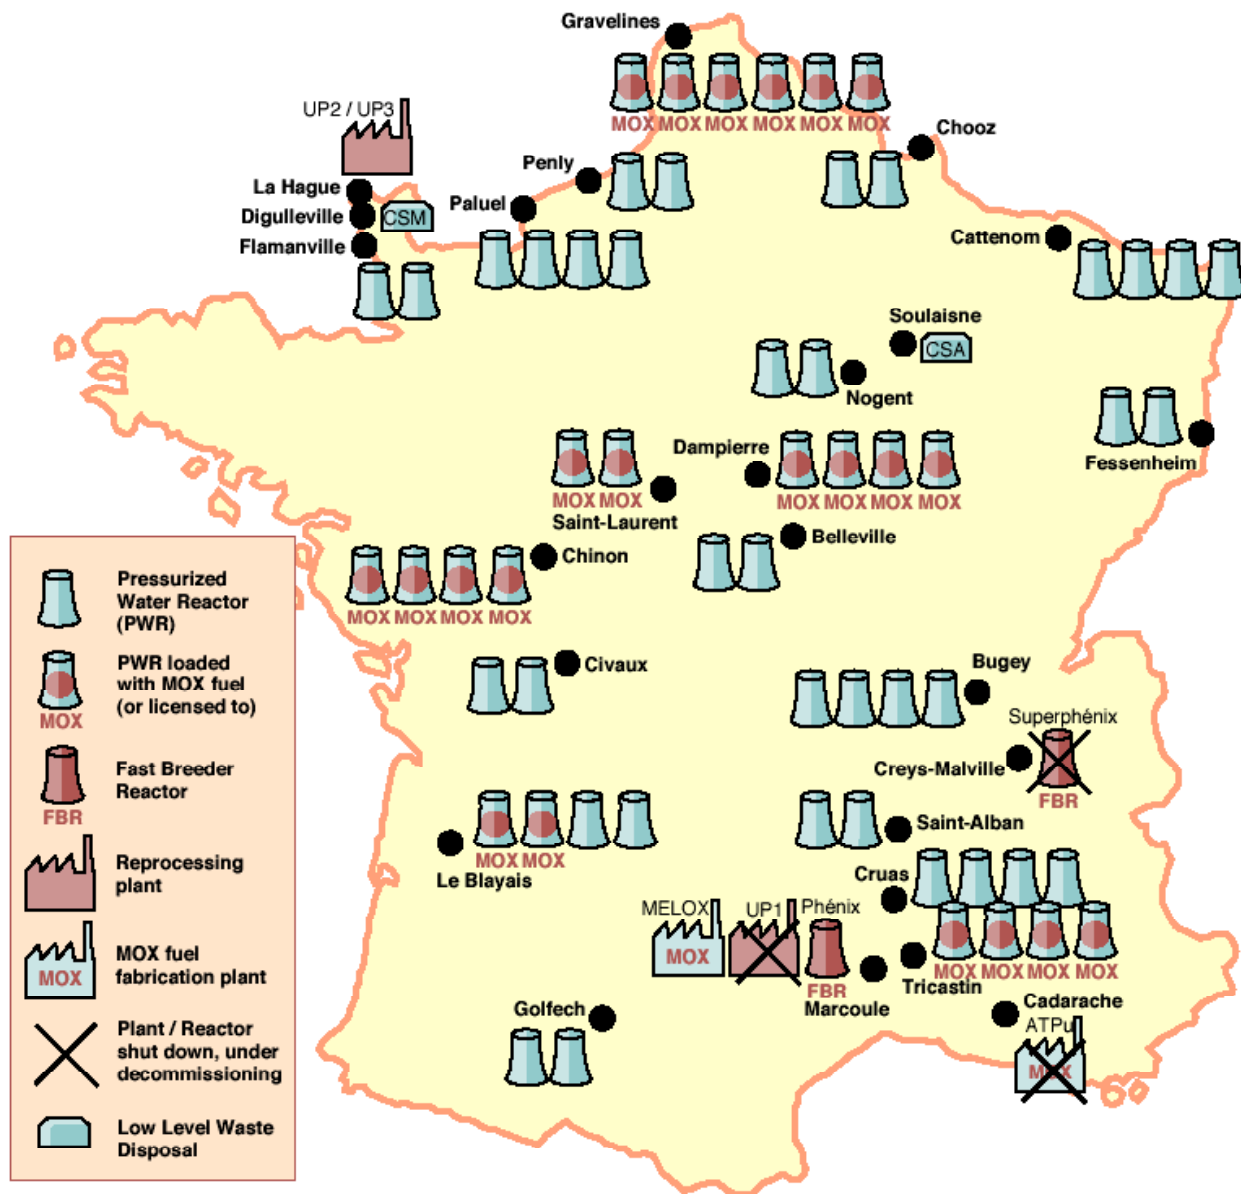 Gravelines
MOX MOX MOX MOX MOX MOX
UP2 / UP3
Chooz
Penly
La Hague
Paluel
Digulleville
CSM
Flamanville
Cattenom
Soulaisne
CSA
Nogent
Dampierre
Fessenheim
MOX MOX
MOX MOX MOX MOX
Saint-Laurent
Belleville
Chinon
MOX MOX MOX MOX
Civaux
Bugey
Superphénix
Creys-Malville
FBR
Saint-Alban
MOX MOX
Le Blayais
Cruas
MELOX
UP1
Phénix
MOX
FBR
Marcoule
MOX MOX MOX MOX
Tricastin
Golfech
Cadarache
ATPu
MOX
Pressurized
Water Reactor
(PWR)
PWR loaded
with MOX fuel
(or licensed to)
MOX
Fast Breeder
Reactor
FBR
Reprocessing
plant
MOX fuel
fabrication plant
MOX
Plant / Reactor
shut down, under
decommissioning
Low Level Waste
Disposal